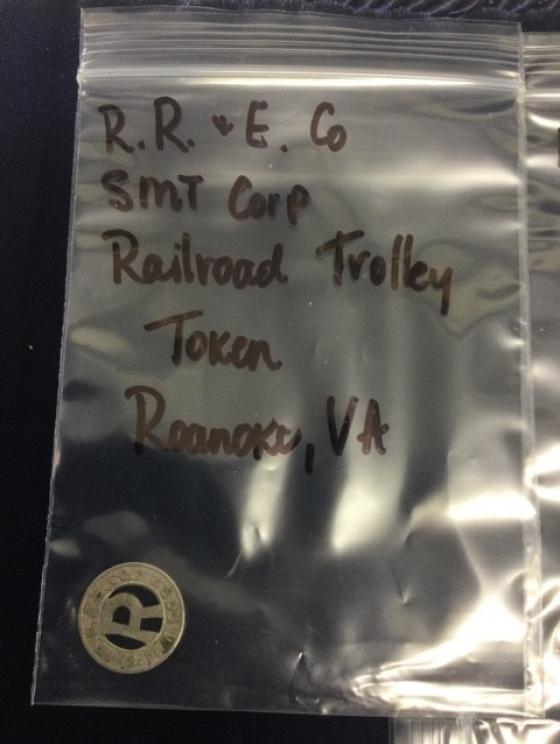 R.R. & E. Co
SMT Corp
Railroad Trolley
Token
Roanoke, VA
R